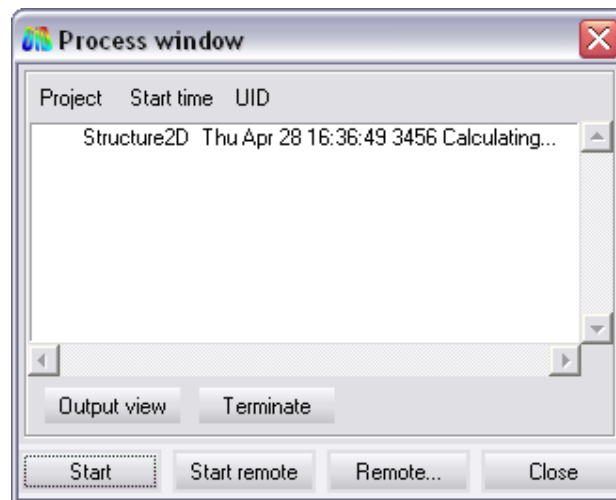 Process window
Project Start time UID
Structure2D Thu Apr 28 16:36:49 3456 Calculating...
Output view Terminate
Start Start remote Remote... Close